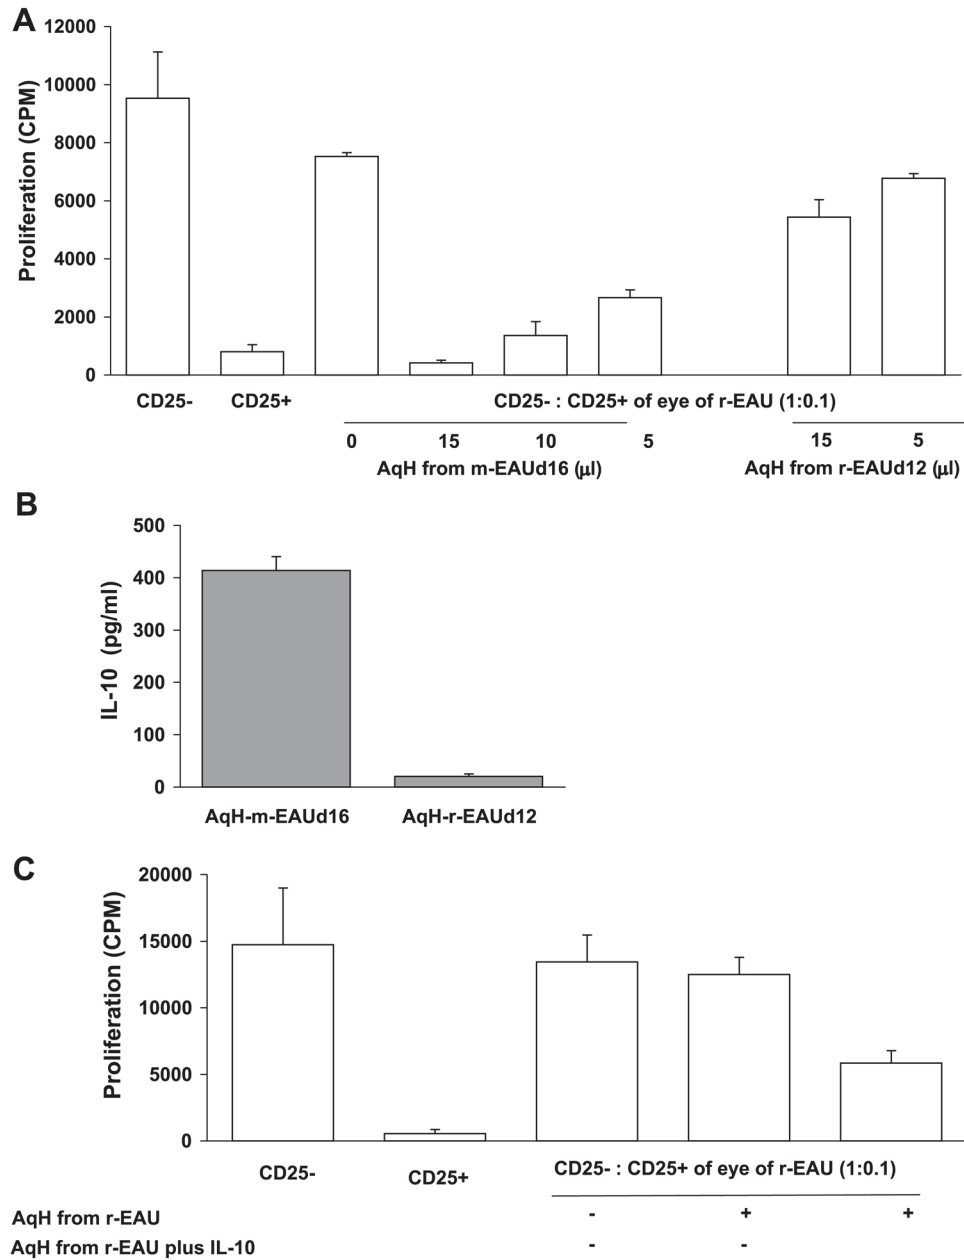 A
12000
10000
8000
6000
4000
2000
0
Proliferation (CPM)
CD25- CD25+ CD25- : CD25+ of eye of r-EAU (1:0.1)
0 15 10 5 15 5
AqH from m-EAUd16 (μl) AqH from r-EAUd12 (μl)
B
500
400
300
200
100
0
IL-10 (pg/ml)
AqH-m-EAUd16 AqH-r-EAUd12
C
20000
15000
10000
5000
0
Proliferation (CPM)
CD25- CD25+ CD25- : CD25+ of eye of r-EAU (1:0.1)
AqH from r-EAU - + +
AqH from r-EAU plus IL-10 - -